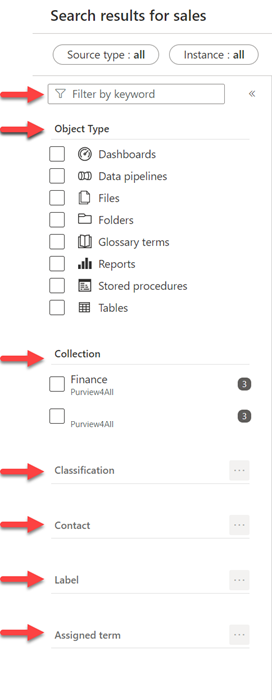 Search results for sales
Source type : all
Instance : all
Filter by keyword
Object Type
Dashboards
Data pipelines
Files
Folders
Glossary terms
Reports
Stored procedures
Tables
Collection
Finance
Purview4All
3
Purview4All
3
Classification
Contact
Label
Assigned term